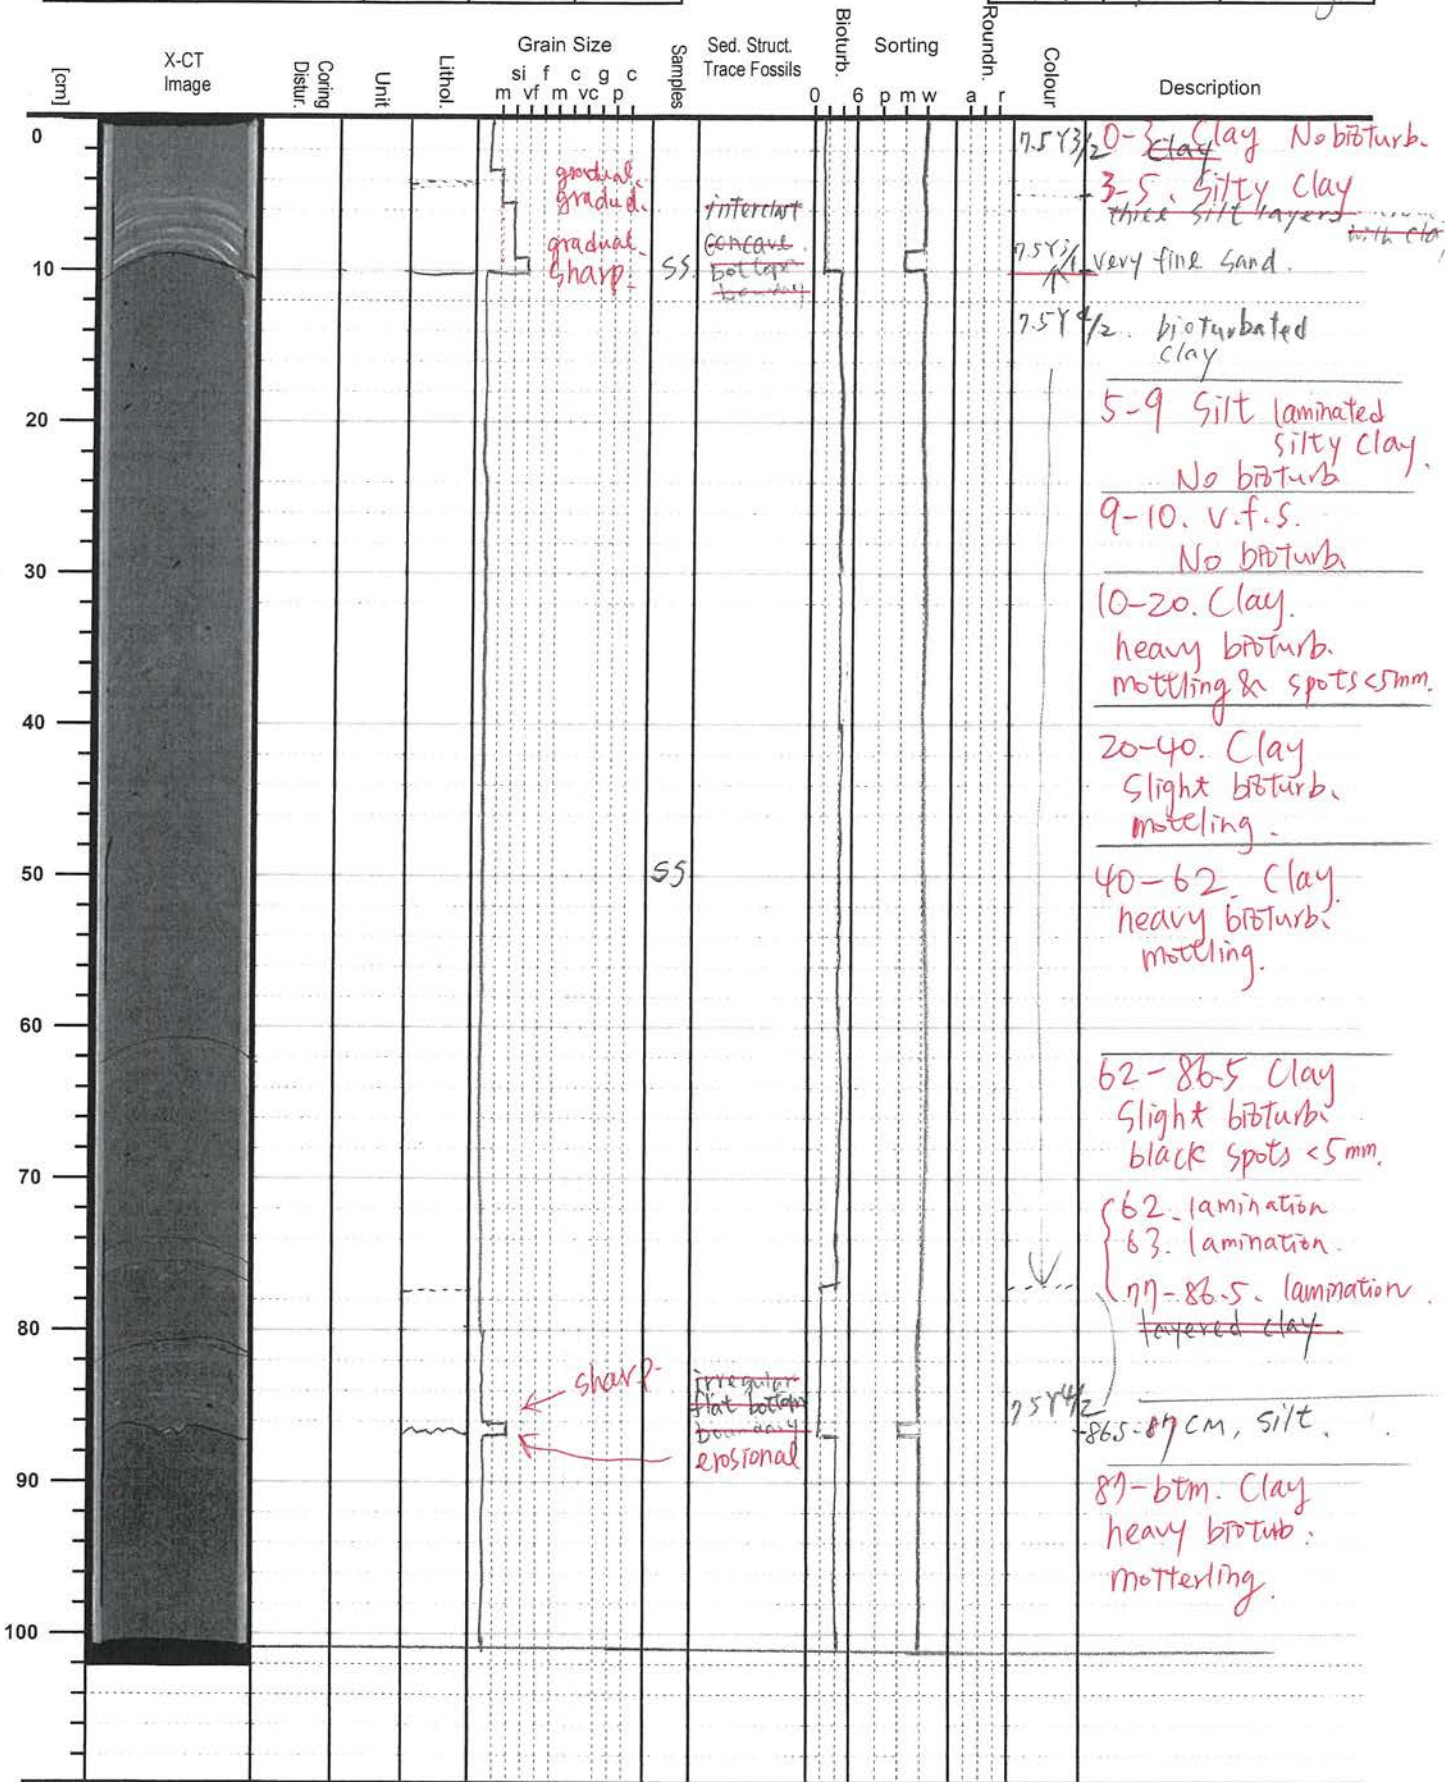 [cm]
X-CT
Image
Coring
Distur.
Unit
Lithol.
Grain Size
si f c g c
m vf m vc p
Samples
Sed. Struct.
Trace Fossils
Bioturb.
0 6
Sorting
p m w
Roundn.
a r
Colour
Description
0
10
20
30
40
50
60
70
80
90
100
gradual
gradual
gradual
sharp
SS
SS
interclast
concave
bottom
boundary
sharp
irregular
flat bottom
boundary
erosional
7.5Y3/2
7.5Y3/1
7.5Y4/2
7.5Y4/2
0-3 Clay No bioturb.
Clay
3-5. Silty Clay
three silt layers
with cla
very fine sand.
bioturbated
clay
5-9 Silt laminated
silty clay.
No bioturb
9-10. v.f.s.
No bioturb.
10-20. Clay.
heavy bioturb.
mottling & spots <5mm.
20-40. Clay
Slight bioturb.
motteling.
40-62. Clay
heavy bioturb.
mottling.
62-86.5 Clay
Slight bioturb.
black spots <5mm.
62. lamination
63. lamination.
77-86.5. lamination.
layered clay
86.5-87 cm, silt.
87-btm. Clay
heavy bioturb.
motterling.